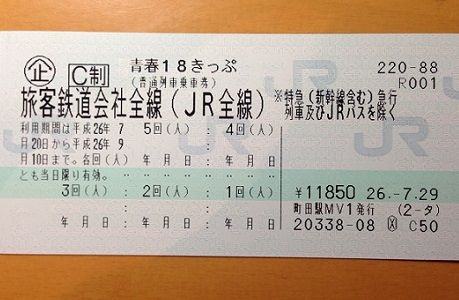 企 C制 青春18きっぷ 220-88
(普通列車乗車券) R001
旅客鉄道会社全線(JR全線) ※特急(新幹線含む)急行
列車及びJRバスを除く
利用期間は平成26年7 5回(人) : 4回(人) :
月20日から平成26年9 : :
月10日まで。各回(人) 年 月 日 年 月 日
とも当日限り有効。
3回(人) : 2回(人) : 1回(人) : ¥11850 26.-7.29
: : : 町田駅MV1発行 (2-タ)
年 月 日 年 月 日 年 月 日 20338-08 X C50